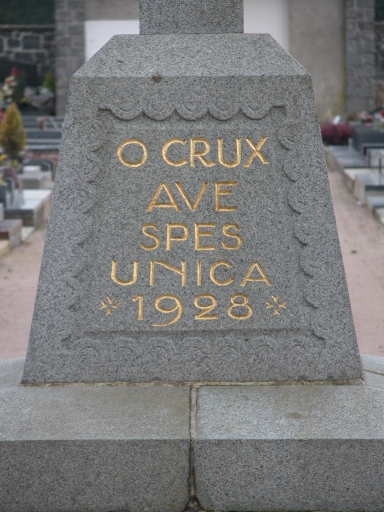 O CRUX
AVE
SPES
UNICA
1928